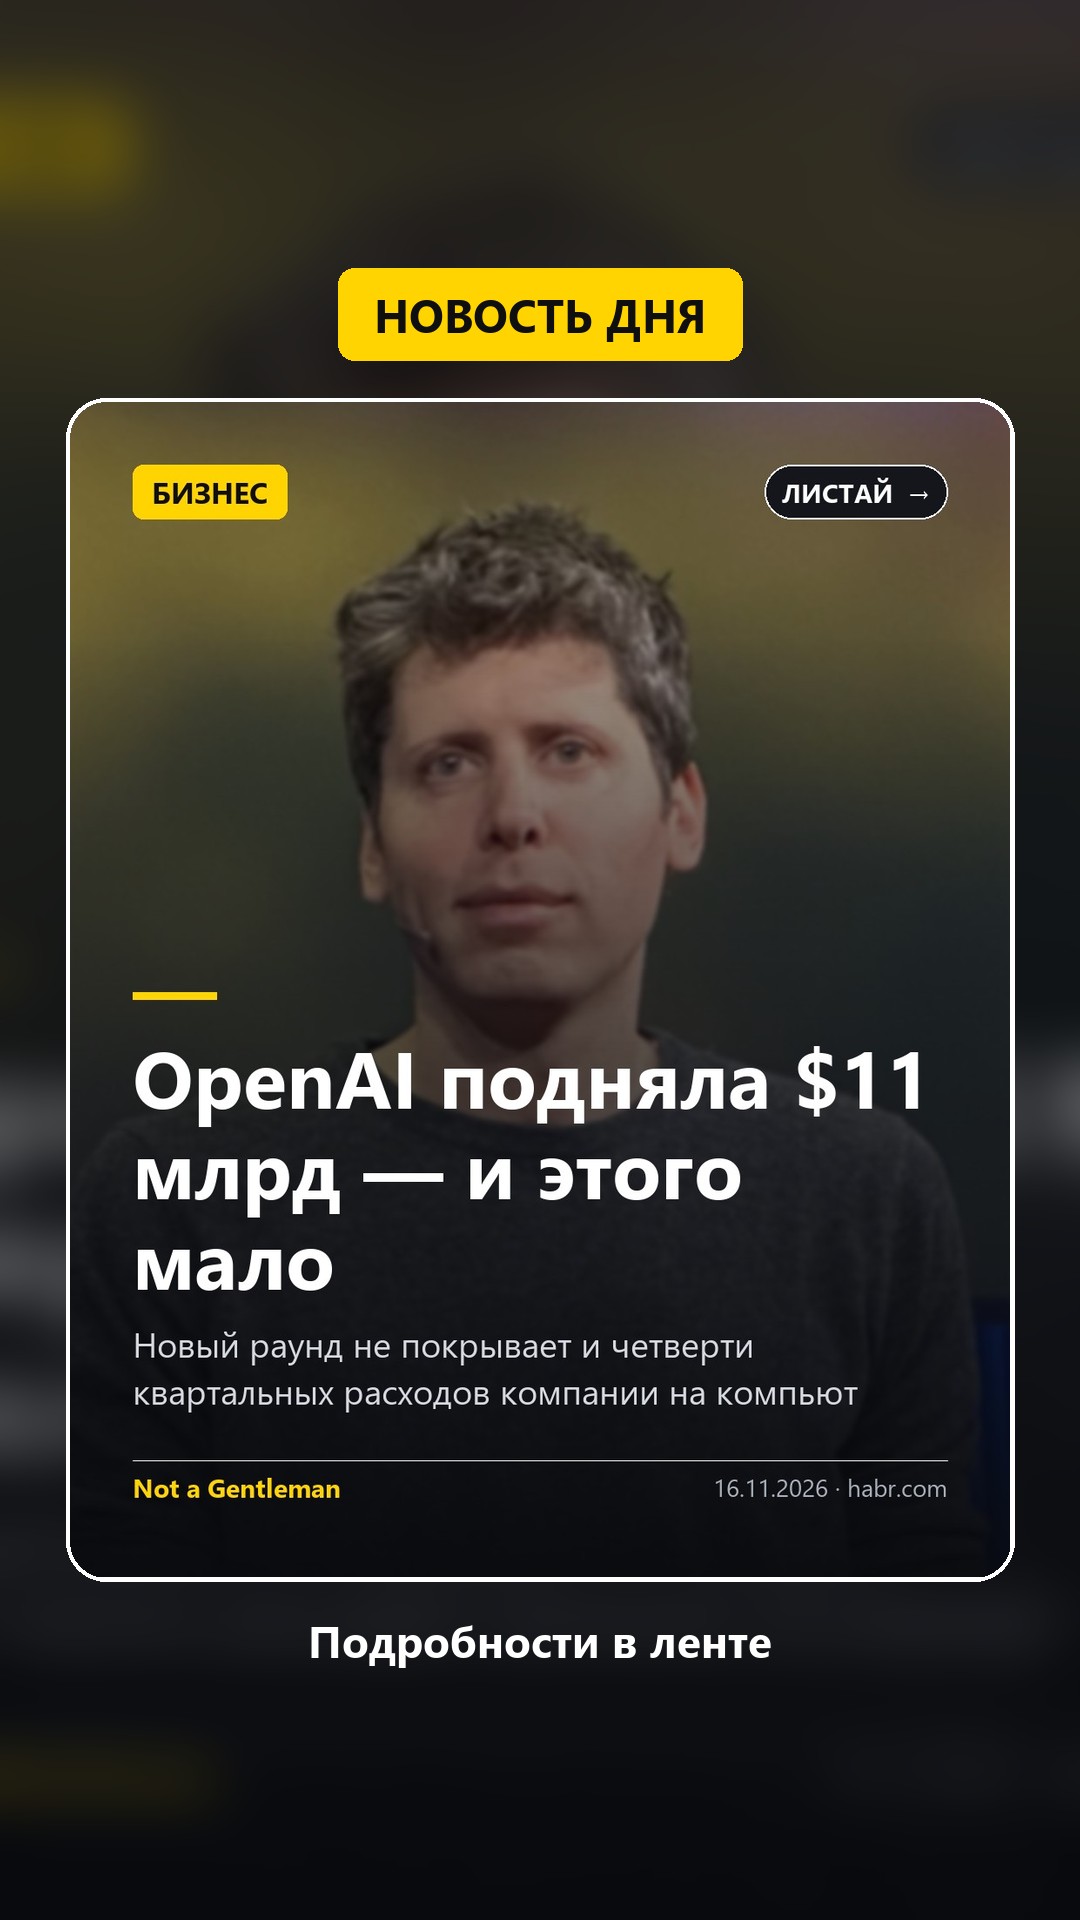 НОВОСТЬ ДНЯ
БИЗНЕС
ЛИСТАЙ →
OpenAI подняла $11
млрд — и этого
мало
Новый раунд не покрывает и четверти
квартальных расходов компании на компьют
Not a Gentleman
16.11.2026 · habr.com
Подробности в ленте